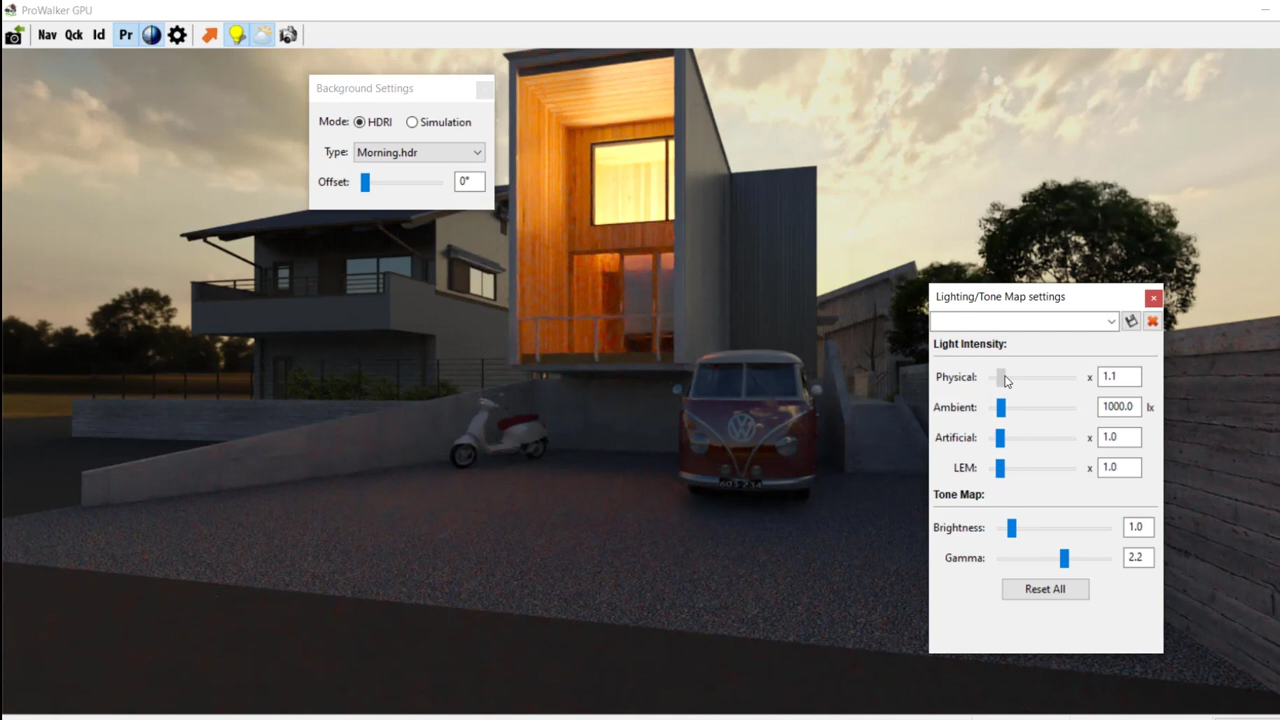 ProWalker GPU
Nav Qck Id Pr
Background Settings
Mode: HDRI Simulation
Type: Morning.hdr
Offset: 0°
Lighting/Tone Map settings
Light Intensity:
Physical: x 1.1
Ambient: 1000.0 lx
Artificial: x 1.0
LEM: x 1.0
Tone Map:
Brightness: 1.0
Gamma: 2.2
Reset All